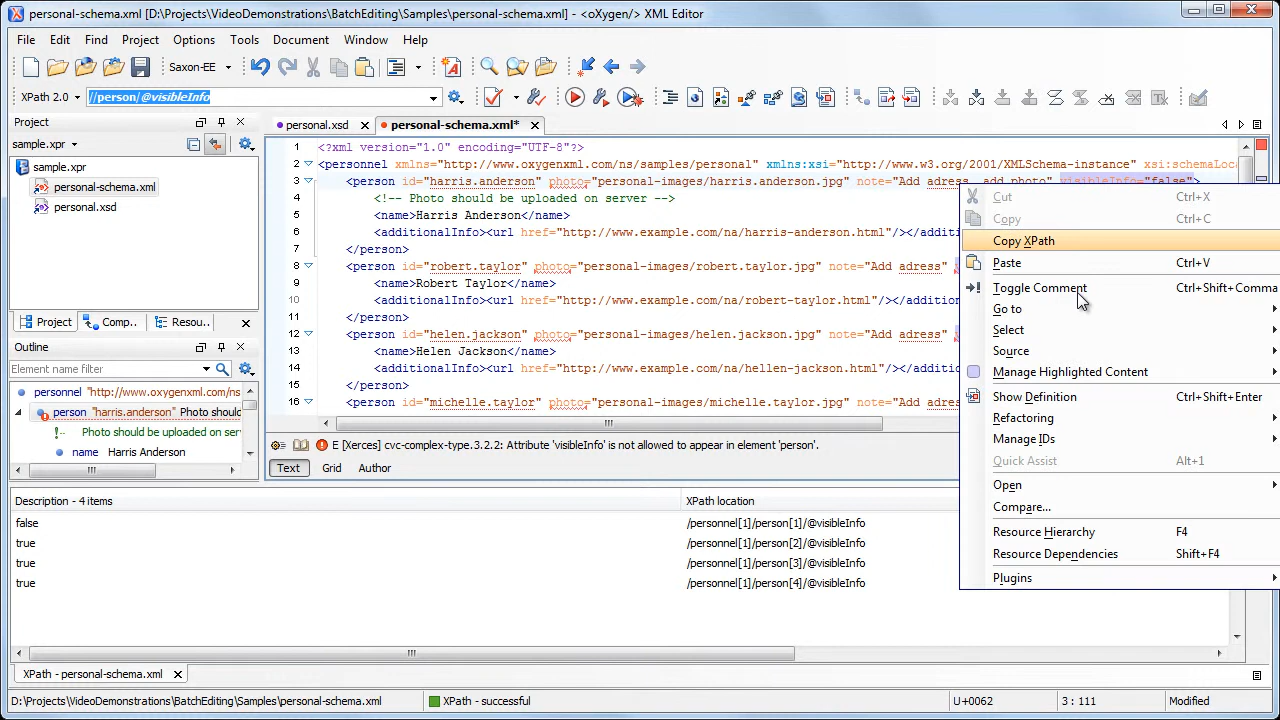 personal-schema.xml [D:\Projects\VideoDemonstrations\BatchEditing\Samples\personal-schema.xml] - <oXygen/> XML Editor
File Edit Find Project Options Tools Document Window Help
Saxon-EE
XPath 2.0 //person/@visibleInfo
Project
personal.xsd
personal-schema.xml*
sample.xpr
sample.xpr
personal-schema.xml
personal.xsd
1 <?xml version="1.0" encoding="UTF-8"?>
2 <personnel xmlns="http://www.oxygenxml.com/ns/samples/personal" xmlns:xsi="http://www.w3.org/2001/XMLSchema-instance" xsi:schemaLoc
3 <person id="harris.anderson" photo="personal-images/harris.anderson.jpg" note="Add adress, add photo" visibleInfo="false">
4 <!-- Photo should be uploaded on server -->
5 <name>Harris Anderson</name>
6 <additionalInfo><url href="http://www.example.com/na/harris-anderson.html"/></additi
7 </person>
8 <person id="robert.taylor" photo="personal-images/robert.taylor.jpg" note="Add adress"
9 <name>Robert Taylor</name>
10 <additionalInfo><url href="http://www.example.com/na/robert-taylor.html"/></additio
11 </person>
12 <person id="helen.jackson" photo="personal-images/helen.jackson.jpg" note="Add adress"
13 <name>Helen Jackson</name>
14 <additionalInfo><url href="http://www.example.com/na/hellen-jackson.html"/></additio
15 </person>
16 <person id="michelle.taylor" photo="personal-images/michelle.taylor.jpg" note="Add adres
Project Comp... Resou...
Outline
Element name filter
personnel "http://www.oxygenxml.com/ns
person "harris.anderson" Photo should
!-- Photo should be uploaded on ser
name Harris Anderson
E [Xerces] cvc-complex-type.3.2.2: Attribute 'visibleInfo' is not allowed to appear in element 'person'.
Text Grid Author
Cut Ctrl+X
Copy Ctrl+C
Copy XPath
Paste Ctrl+V
Toggle Comment Ctrl+Shift+Comma
Go to
Select
Source
Manage Highlighted Content
Show Definition Ctrl+Shift+Enter
Refactoring
Manage IDs
Quick Assist Alt+1
Open
Compare...
Resource Hierarchy F4
Resource Dependencies Shift+F4
Plugins
Description - 4 items XPath location
false /personnel[1]/person[1]/@visibleInfo
true /personnel[1]/person[2]/@visibleInfo
true /personnel[1]/person[3]/@visibleInfo
true /personnel[1]/person[4]/@visibleInfo
XPath - personal-schema.xml
D:\Projects\VideoDemonstrations\BatchEditing\Samples\personal-schema.xml XPath - successful U+0062 3 : 111 Modified